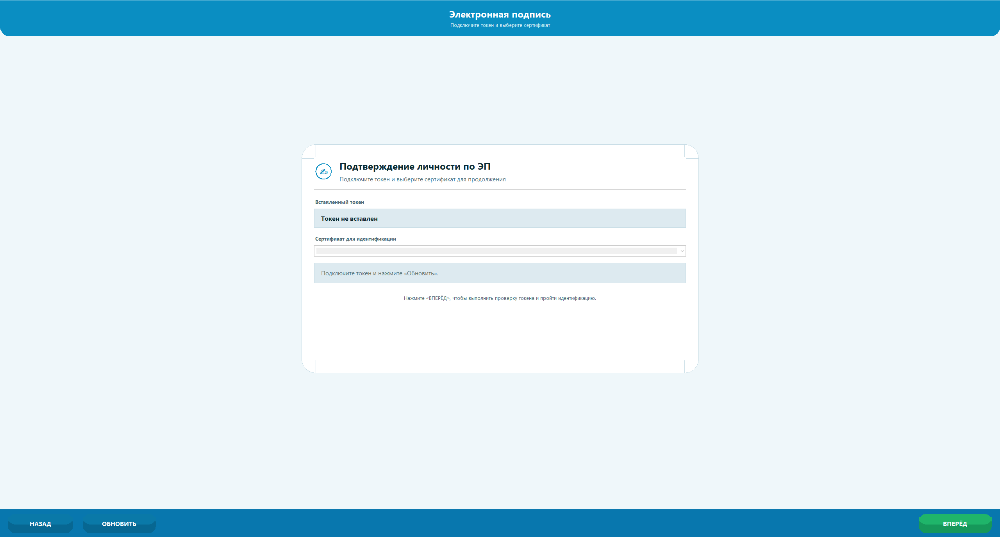 Электронная подпись
Подключите токен и выберите сертификат
Подтверждение личности по ЭП
Подключите токен и выберите сертификат для продолжения
Вставленный токен
Токен не вставлен
Сертификат для идентификации
Подключите токен и нажмите «Обновить».
Нажмите «ВПЕРЁД», чтобы выполнить проверку токена и пройти идентификацию.
НАЗАД
ОБНОВИТЬ
ВПЕРЁД